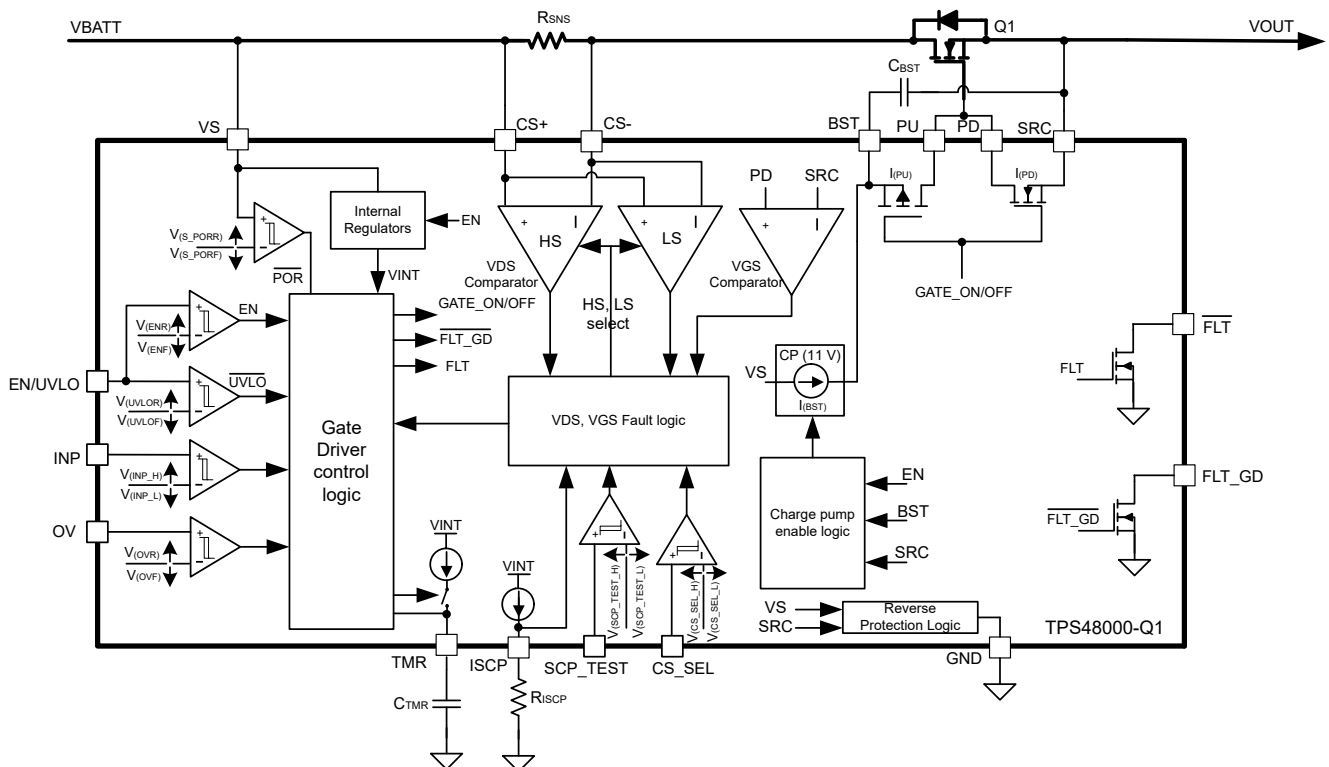 VBATT
RSNS
Q1
VOUT
CBST
VS
CS+
CS-
BST
PU
PD
SRC
I(PU)
I(PD)
PD
SRC
Internal
Regulators
EN
+
HS
LS
+
VDS
Comparator
VGS
Comparator
V(S_PORR)
V(S_PORF)
POR
VINT
GATE_ON/OFF
FLT_GD
FLT
HS, LS
select
GATE_ON/OFF
EN
V(ENR)
V(ENF)
EN/UVLO
UVLO
V(UVLOR)
V(UVLOF)
INP
V(INP_H)
V(INP_L)
OV
V(OVR)
V(OVF)
Gate
Driver
control
logic
VDS, VGS Fault logic
CP (11 V)
VS
I(BST)
Charge pump
enable logic
EN
BST
SRC
FLT
FLT
FLT_GD
FLT_GD
VINT
VINT
V(SCP_TEST_H)
V(SCP_TEST_L)
V(CS_SEL_H)
V(CS_SEL_L)
VS
SRC
Reverse
Protection Logic
TPS48000-Q1
TMR
ISCP
SCP_TEST
CS_SEL
GND
CTMR
RISCP